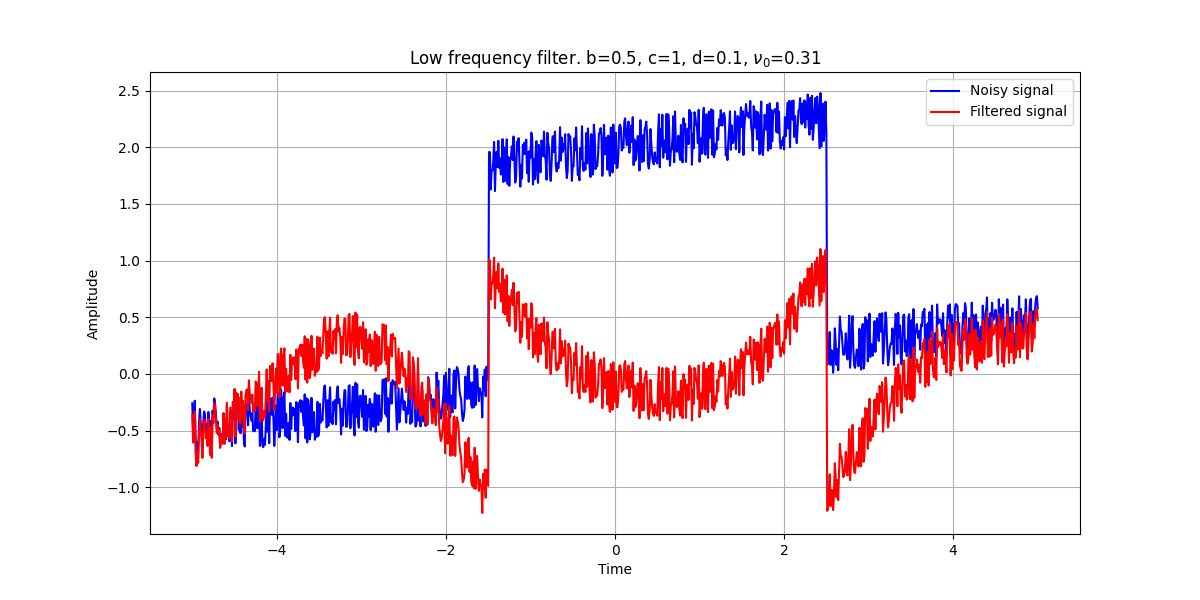 Low frequency filter. b=0.5, c=1, d=0.1, ν₀=0.31
Noisy signal
Filtered signal
2.5
2.0
1.5
1.0
0.5
0.0
−0.5
−1.0
Amplitude
−4
−2
0
2
4
Time